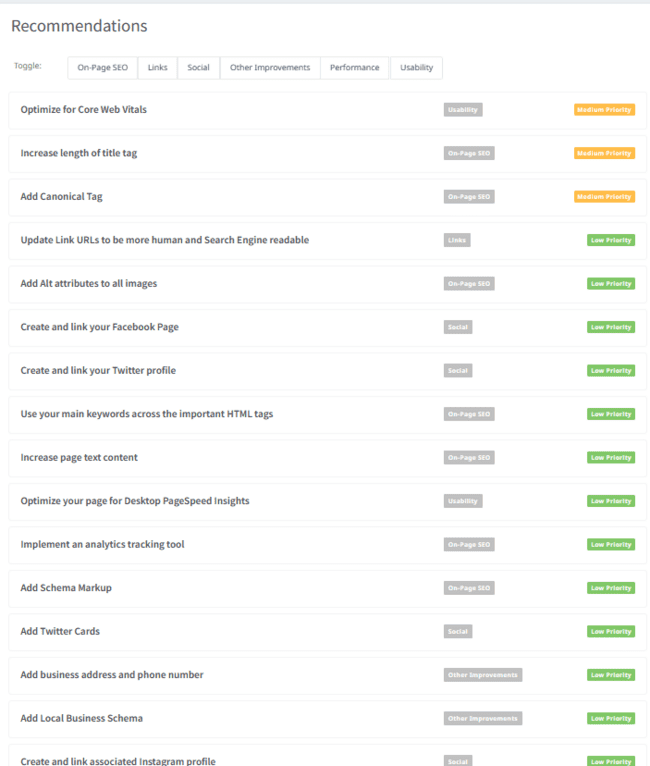 Recommendations
Toggle: On-Page SEO Links Social Other Improvements Performance Usability
Optimize for Core Web Vitals Usability Medium Priority
Increase length of title tag On-Page SEO Medium Priority
Add Canonical Tag On-Page SEO Medium Priority
Update Link URLs to be more human and Search Engine readable Links Low Priority
Add Alt attributes to all images On-Page SEO Low Priority
Create and link your Facebook Page Social Low Priority
Create and link your Twitter profile Social Low Priority
Use your main keywords across the important HTML tags On-Page SEO Low Priority
Increase page text content On-Page SEO Low Priority
Optimize your page for Desktop PageSpeed Insights Usability Low Priority
Implement an analytics tracking tool On-Page SEO Low Priority
Add Schema Markup On-Page SEO Low Priority
Add Twitter Cards Social Low Priority
Add business address and phone number Other Improvements Low Priority
Add Local Business Schema Other Improvements Low Priority
Create and link associated Instagram profile Social Low Priority